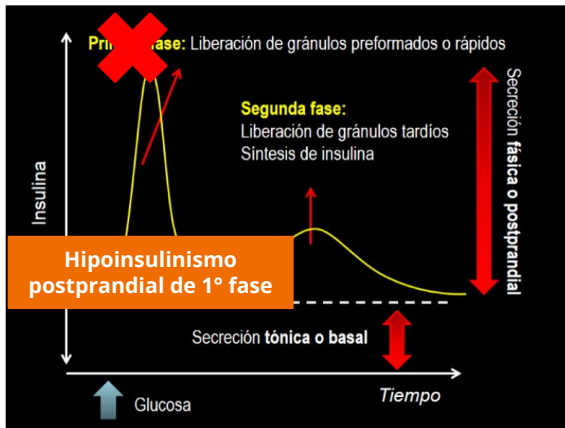 Primera fase: Liberación de gránulos preformados o rápidos
Segunda fase:
Liberación de gránulos tardíos
Síntesis de insulina
Secreción fásica o postprandial
Insulina
Hipoinsulinismo
postprandial de 1° fase
Secreción tónica o basal
Tiempo
Glucosa